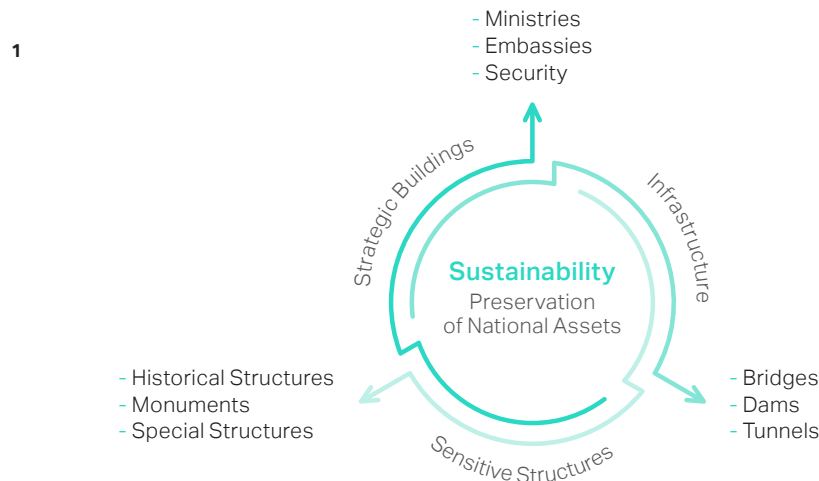 1
- Ministries
- Embassies
- Security
Strategic Buildings
Infrastructure
Sustainability
Preservation
of National Assets
- Historical Structures
- Monuments
- Special Structures
- Bridges
- Dams
- Tunnels
Sensitive Structures